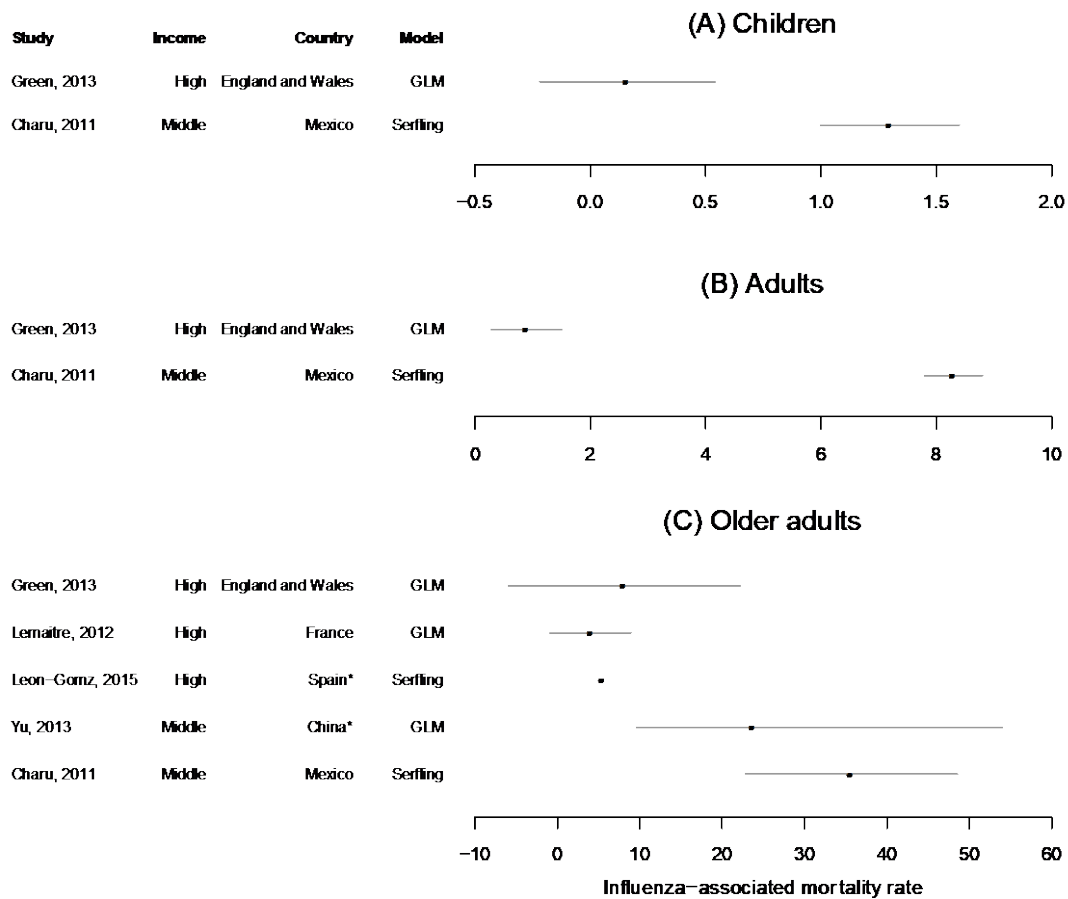 (A) Children
Study Income Country Model
Green, 2013 High England and Wales GLM
Charu, 2011 Middle Mexico Serfling
−0.5 0.0 0.5 1.0 1.5 2.0
(B) Adults
Green, 2013 High England and Wales GLM
Charu, 2011 Middle Mexico Serfling
0 2 4 6 8 10
(C) Older adults
Green, 2013 High England and Wales GLM
Lemaitre, 2012 High France GLM
Leon−Gomz, 2015 High Spain* Serfling
Yu, 2013 Middle China* GLM
Charu, 2011 Middle Mexico Serfling
−10 0 10 20 30 40 50 60
Influenza−associated mortality rate